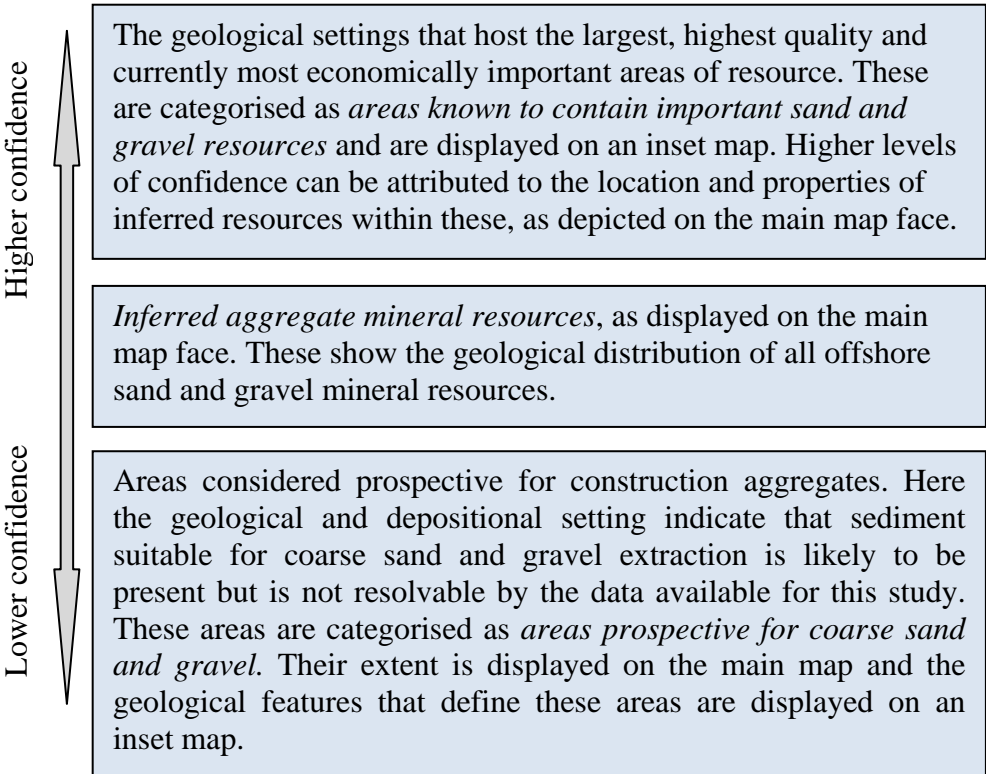 Higher confidence
Lower confidence
The geological settings that host the largest, highest quality and
currently most economically important areas of resource. These
are categorised as areas known to contain important sand and
gravel resources and are displayed on an inset map. Higher levels
of confidence can be attributed to the location and properties of
inferred resources within these, as depicted on the main map face.
Inferred aggregate mineral resources, as displayed on the main
map face. These show the geological distribution of all offshore
sand and gravel mineral resources.
Areas considered prospective for construction aggregates. Here
the geological and depositional setting indicate that sediment
suitable for coarse sand and gravel extraction is likely to be
present but is not resolvable by the data available for this study.
These areas are categorised as areas prospective for coarse sand
and gravel. Their extent is displayed on the main map and the
geological features that define these areas are displayed on an
inset map.